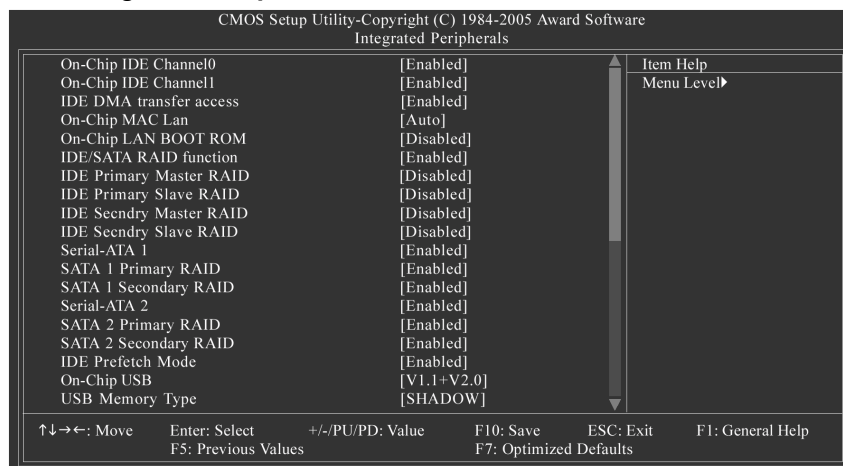 CMOS Setup Utility-Copyright (C) 1984-2005 Award Software
Integrated Peripherals
On-Chip IDE Channel0 [Enabled]
On-Chip IDE Channel1 [Enabled]
IDE DMA transfer access [Enabled]
On-Chip MAC Lan [Auto]
On-Chip LAN BOOT ROM [Disabled]
IDE/SATA RAID function [Enabled]
IDE Primary Master RAID [Disabled]
IDE Primary Slave RAID [Disabled]
IDE Secndry Master RAID [Disabled]
IDE Secndry Slave RAID [Disabled]
Serial-ATA 1 [Enabled]
SATA 1 Primary RAID [Enabled]
SATA 1 Secondary RAID [Enabled]
Serial-ATA 2 [Enabled]
SATA 2 Primary RAID [Enabled]
SATA 2 Secondary RAID [Enabled]
IDE Prefetch Mode [Enabled]
On-Chip USB [V1.1+V2.0]
USB Memory Type [SHADOW]
Item Help
Menu Level▸
↑↓→←: Move Enter: Select +/-/PU/PD: Value F10: Save ESC: Exit F1: General Help
F5: Previous Values F7: Optimized Defaults